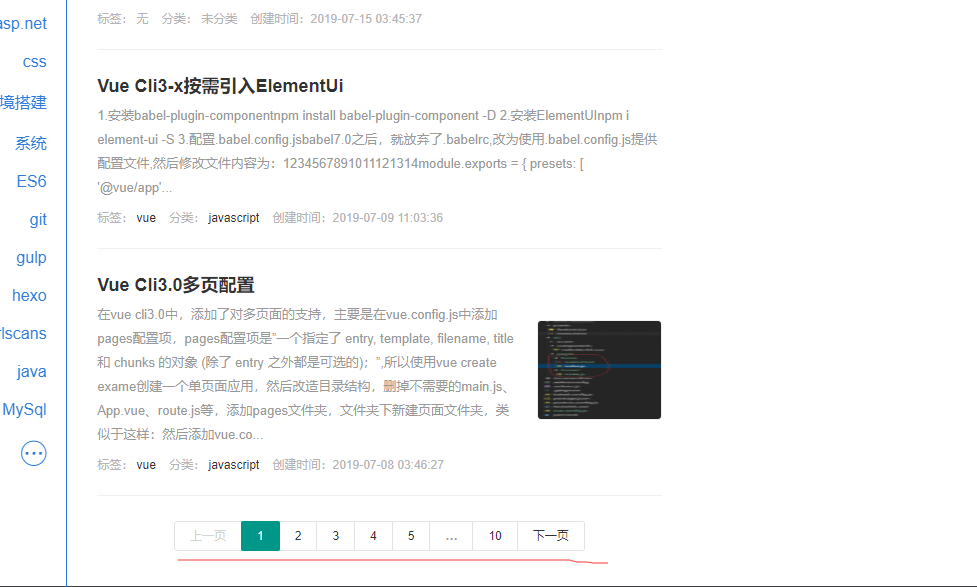 asp.net
css
境搭建
系统
ES6
git
gulp
hexo
rlscans
java
MySql
标签： 无 分类： 未分类 创建时间：2019-07-15 03:45:37
Vue Cli3-x按需引入ElementUi
1.安装babel-plugin-componentnpm install babel-plugin-component -D 2.安装ElementUInpm i
element-ui -S 3.配置.babel.config.jsbabel7.0之后，就放弃了.babelrc,改为使用.babel.config.js提供
配置文件,然后修改文件内容为：1234567891011121314module.exports = { presets: [
'@vue/app'...
标签： vue 分类： javascript 创建时间：2019-07-09 11:03:36
Vue Cli3.0多页配置
在vue cli3.0中，添加了对多页面的支持，主要是在vue.config.js中添加
pages配置项，pages配置项是"一个指定了 entry, template, filename, title
和 chunks 的对象 (除了 entry 之外都是可选的)；",所以使用vue create
exame创建一个单页面应用，然后改造目录结构，删掉不需要的main.js、
App.vue、route.js等，添加pages文件夹，文件夹下新建页面文件夹，类
似于这样：然后添加vue.co...
标签： vue 分类： javascript 创建时间：2019-07-08 03:46:27
上一页 1 2 3 4 5 … 10 下一页